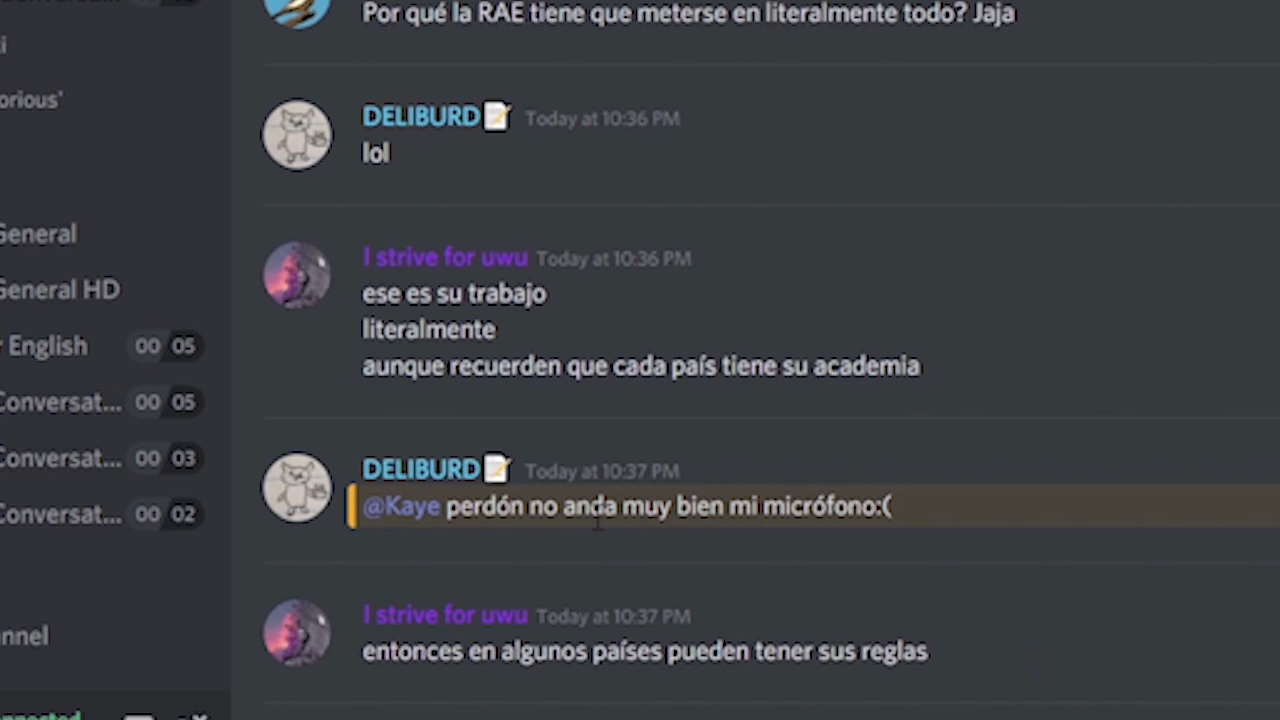 Por qué la RAE tiene que meterse en literalmente todo? Jaja
DELIBURD📝 Today at 10:36 PM
lol
I strive for uwu Today at 10:36 PM
ese es su trabajo
literalmente
aunque recuerden que cada país tiene su academia
DELIBURD📝 Today at 10:37 PM
@Kaye perdón no anda muy bien mi micrófono:(
I strive for uwu Today at 10:37 PM
entonces en algunos países pueden tener sus reglas
General
General HD
English 00 05
Conversat... 00 05
Conversat... 00 03
Conversat... 00 02